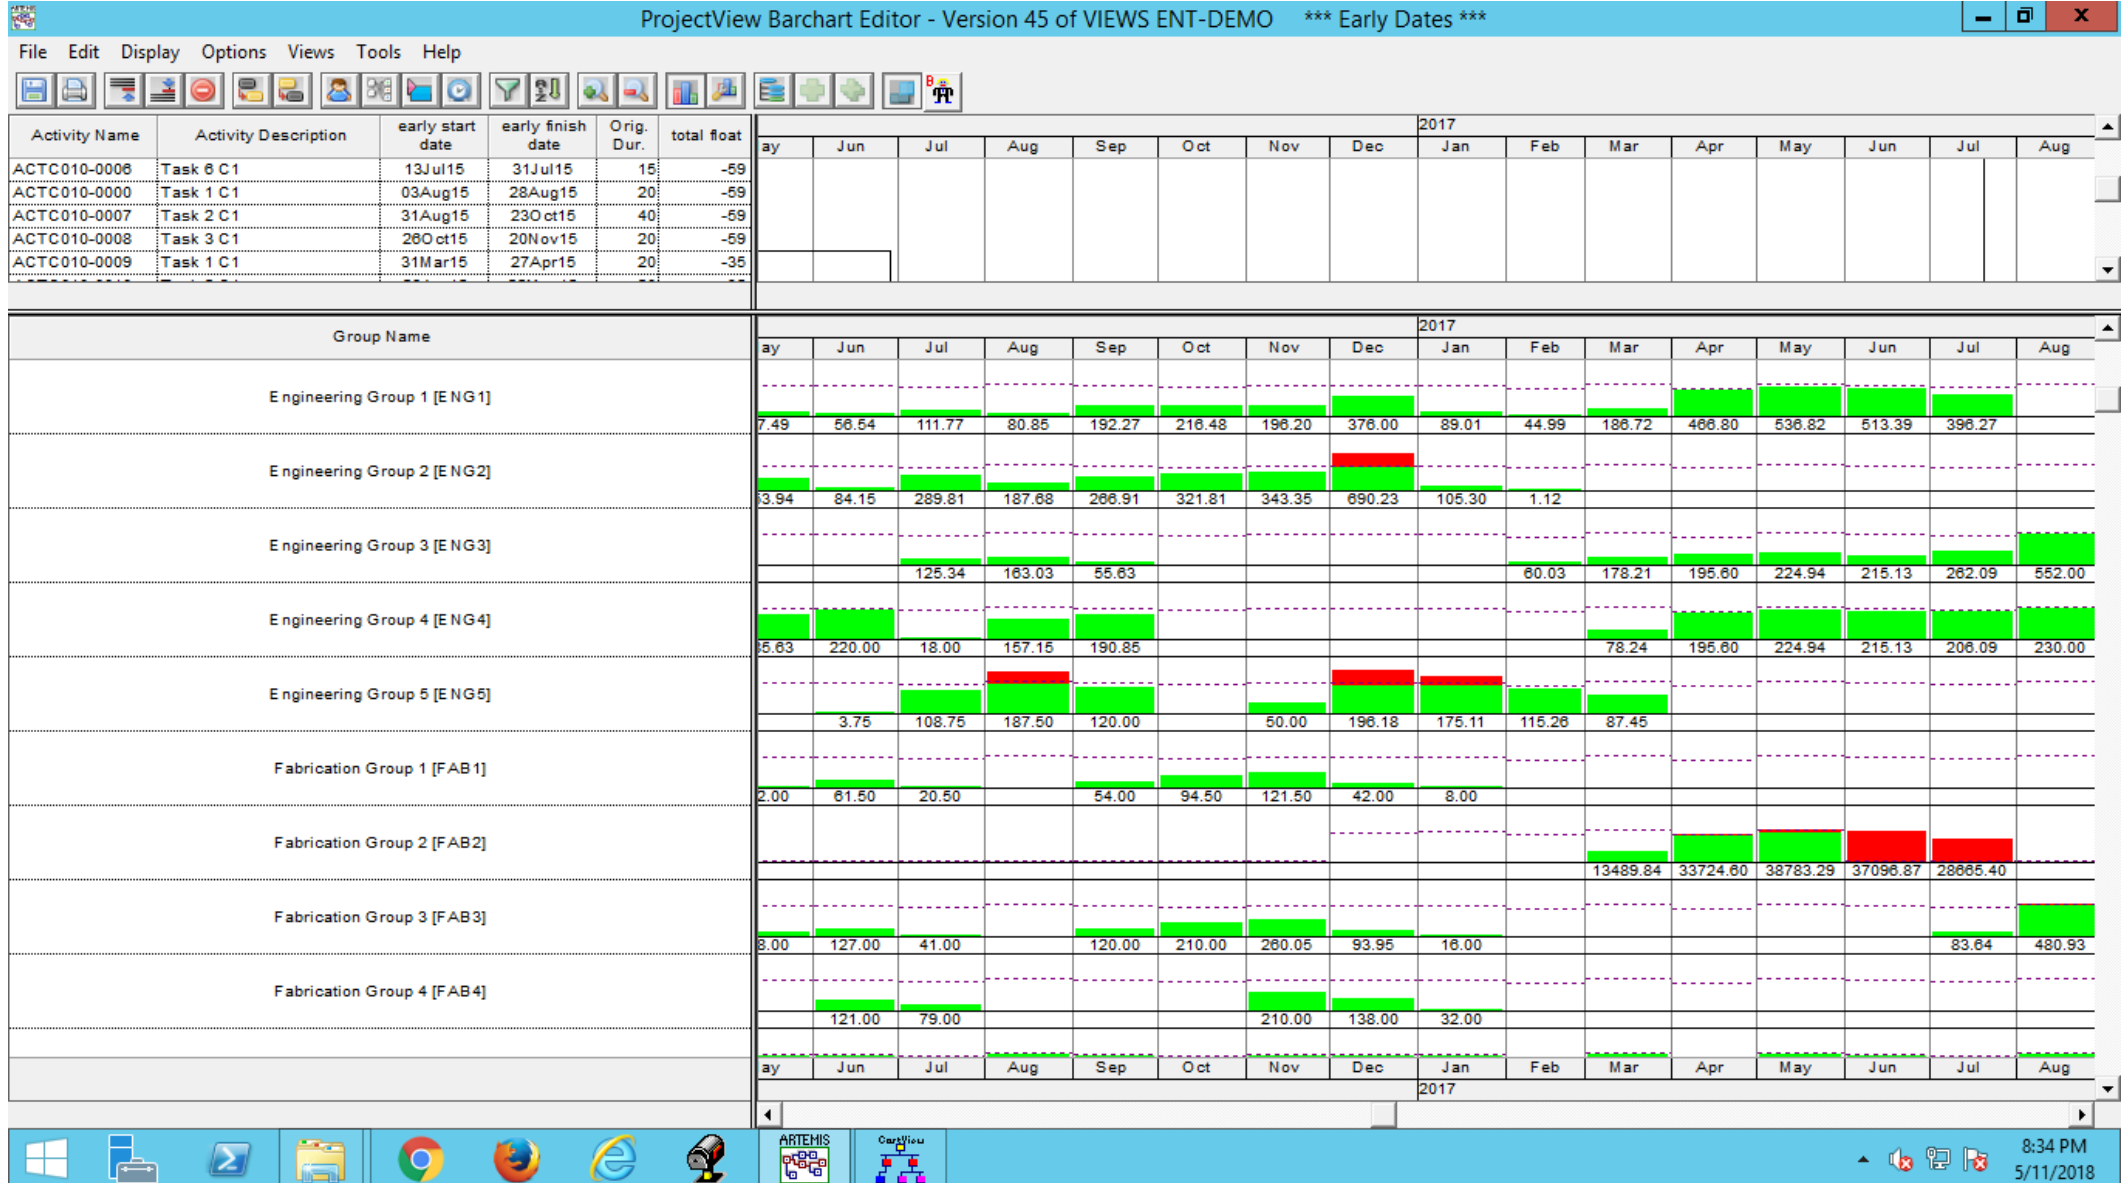 ProjectView Barchart Editor - Version 45 of VIEWS ENT-DEMO *** Early Dates ***
File Edit Display Options Views Tools Help
Activity Name Activity Description early start date early finish date Orig. Dur. total float
2017
ay Jun Jul Aug Sep Oct Nov Dec Jan Feb Mar Apr May Jun Jul Aug
ACTC010-0006 Task 6 C1 13Jul15 31Jul15 15 -59
ACTC010-0000 Task 1 C1 03Aug15 28Aug15 20 -59
ACTC010-0007 Task 2 C1 31Aug15 23Oct15 40 -59
ACTC010-0008 Task 3 C1 26Oct15 20Nov15 20 -59
ACTC010-0009 Task 1 C1 31Mar15 27Apr15 20 -35
Group Name
2017
ay Jun Jul Aug Sep Oct Nov Dec Jan Feb Mar Apr May Jun Jul Aug
Engineering Group 1 [ENG1]
7.49 56.54 111.77 80.85 192.27 216.48 196.20 376.00 89.01 44.99 186.72 466.80 536.82 513.39 396.27
Engineering Group 2 [ENG2]
3.94 84.15 289.81 187.68 266.91 321.81 343.35 690.23 105.30 1.12
Engineering Group 3 [ENG3]
125.34 163.03 55.63 60.03 178.21 195.60 224.94 215.13 262.09 552.00
Engineering Group 4 [ENG4]
5.63 220.00 18.00 157.15 190.85 78.24 195.60 224.94 215.13 206.09 230.00
Engineering Group 5 [ENG5]
3.75 108.75 187.50 120.00 50.00 196.18 175.11 115.26 87.45
Fabrication Group 1 [FAB1]
2.00 61.50 20.50 54.00 94.50 121.50 42.00 8.00
Fabrication Group 2 [FAB2]
13489.84 33724.60 38783.29 37096.87 28665.40
Fabrication Group 3 [FAB3]
8.00 127.00 41.00 120.00 210.00 260.05 93.95 16.00 83.64 480.93
Fabrication Group 4 [FAB4]
121.00 79.00 210.00 138.00 32.00
ay Jun Jul Aug Sep Oct Nov Dec Jan Feb Mar Apr May Jun Jul Aug
2017
ARTEMIS
CostView
8:34 PM
5/11/2018